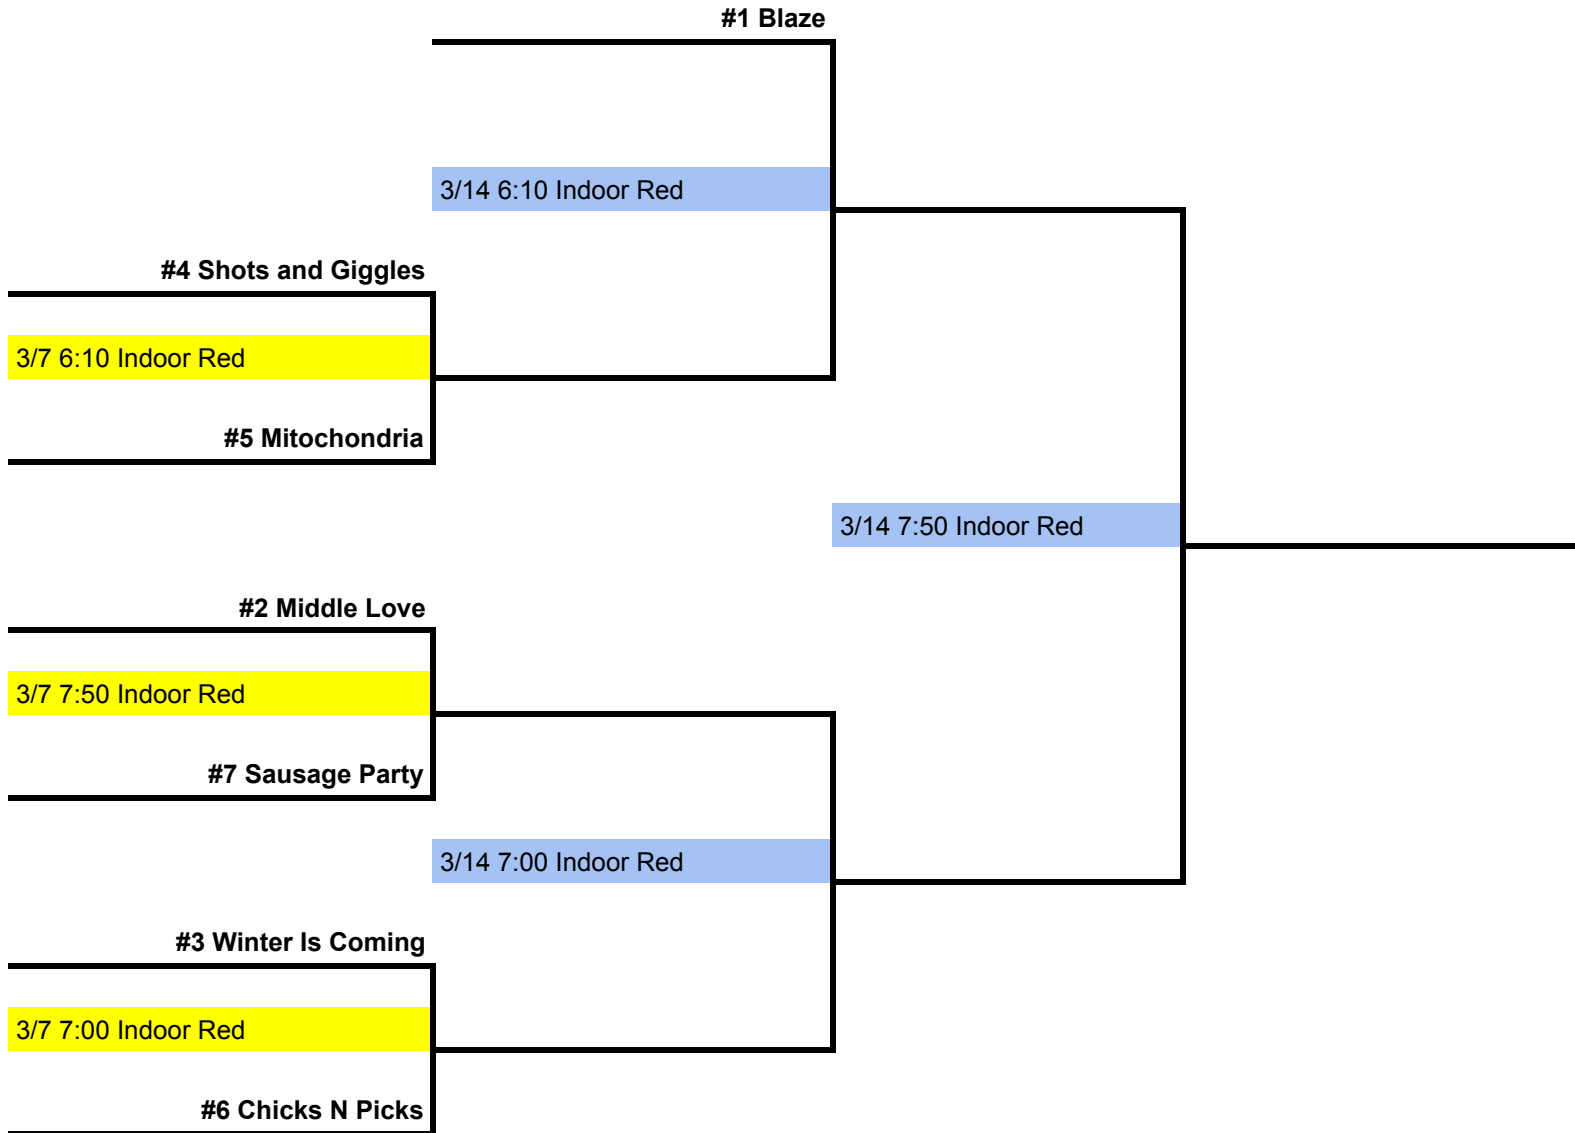 #1 Blaze
3/14 6:10 Indoor Red
#4 Shots and Giggles
3/7 6:10 Indoor Red
#5 Mitochondria
3/14 7:50 Indoor Red
#2 Middle Love
3/7 7:50 Indoor Red
#7 Sausage Party
3/14 7:00 Indoor Red
#3 Winter Is Coming
3/7 7:00 Indoor Red
#6 Chicks N Picks